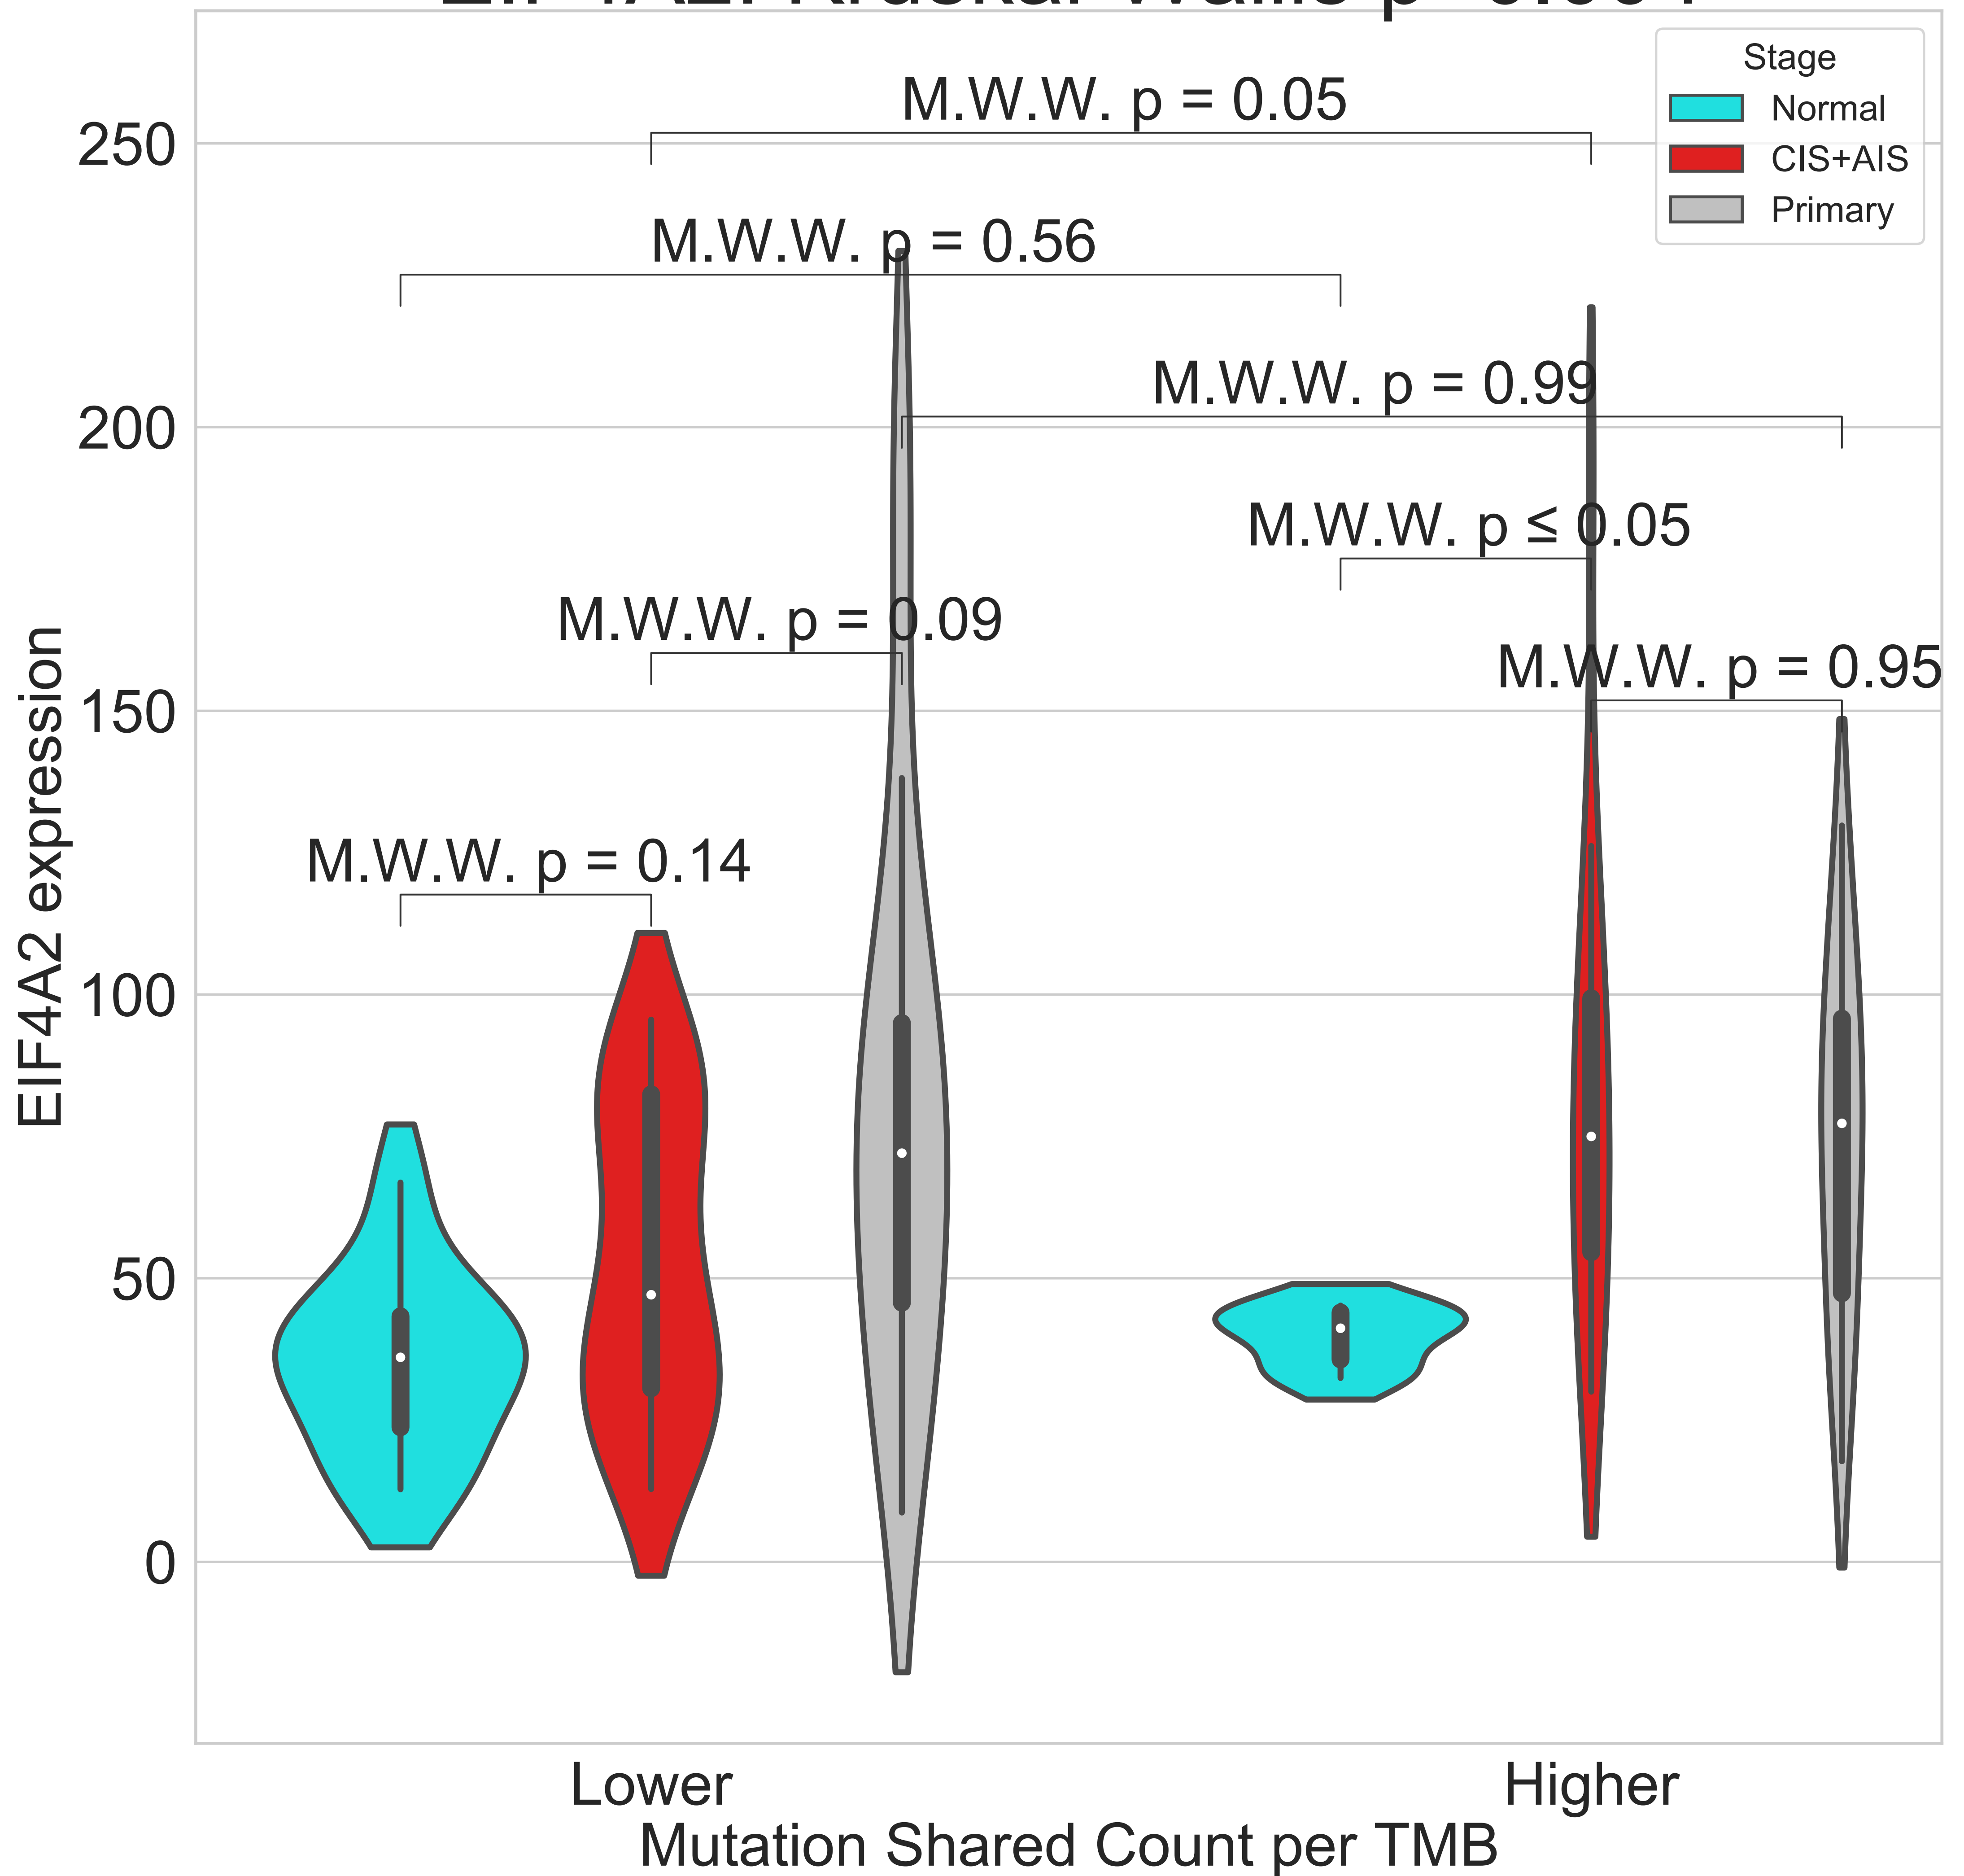 Stage
Normal
CIS+AIS
Primary
M.W.W. p = 0.05
M.W.W. p = 0.56
M.W.W. p = 0.99
M.W.W. p ≤ 0.05
M.W.W. p = 0.09
M.W.W. p = 0.95
M.W.W. p = 0.14
250
200
150
100
50
0
EIF4A2 expression
Lower
Higher
Mutation Shared Count per TMB